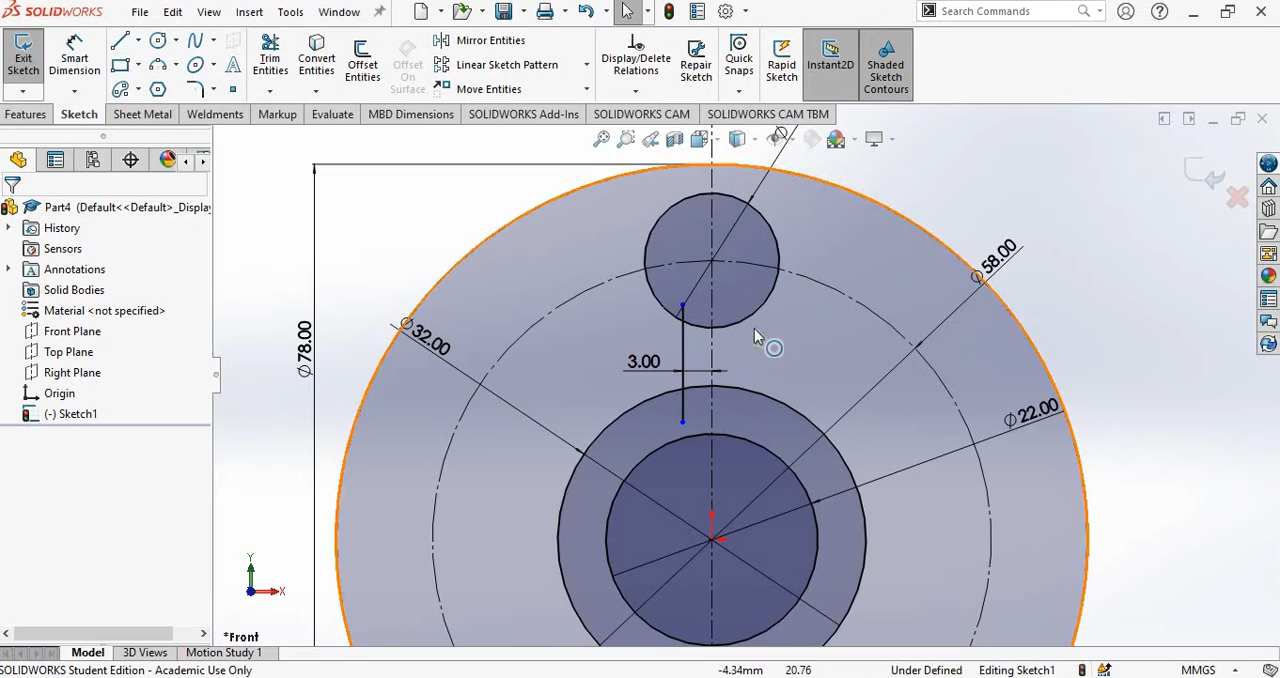 SOLIDWORKS File Edit View Insert Tools Window Search Commands
Exit Sketch
Smart Dimension
Trim Entities
Convert Entities
Offset Entities
Offset On Surface
Mirror Entities
Linear Sketch Pattern
Move Entities
Display/Delete Relations
Repair Sketch
Quick Snaps
Rapid Sketch
Instant2D
Shaded Sketch Contours
Features Sketch Sheet Metal Weldments Markup Evaluate MBD Dimensions SOLIDWORKS Add-Ins SOLIDWORKS CAM SOLIDWORKS CAM TBM
Part4 (Default<<Default>_Displa
History
Sensors
Annotations
Solid Bodies
Material <not specified>
Front Plane
Top Plane
Right Plane
Origin
(-) Sketch1
∅58.00
∅32.00
∅78.00
3.00
∅22.00
∅
Y
X
*Front
Model 3D Views Motion Study 1
SOLIDWORKS Student Edition - Academic Use Only -4.34mm 20.76 Under Defined Editing Sketch1 MMGS